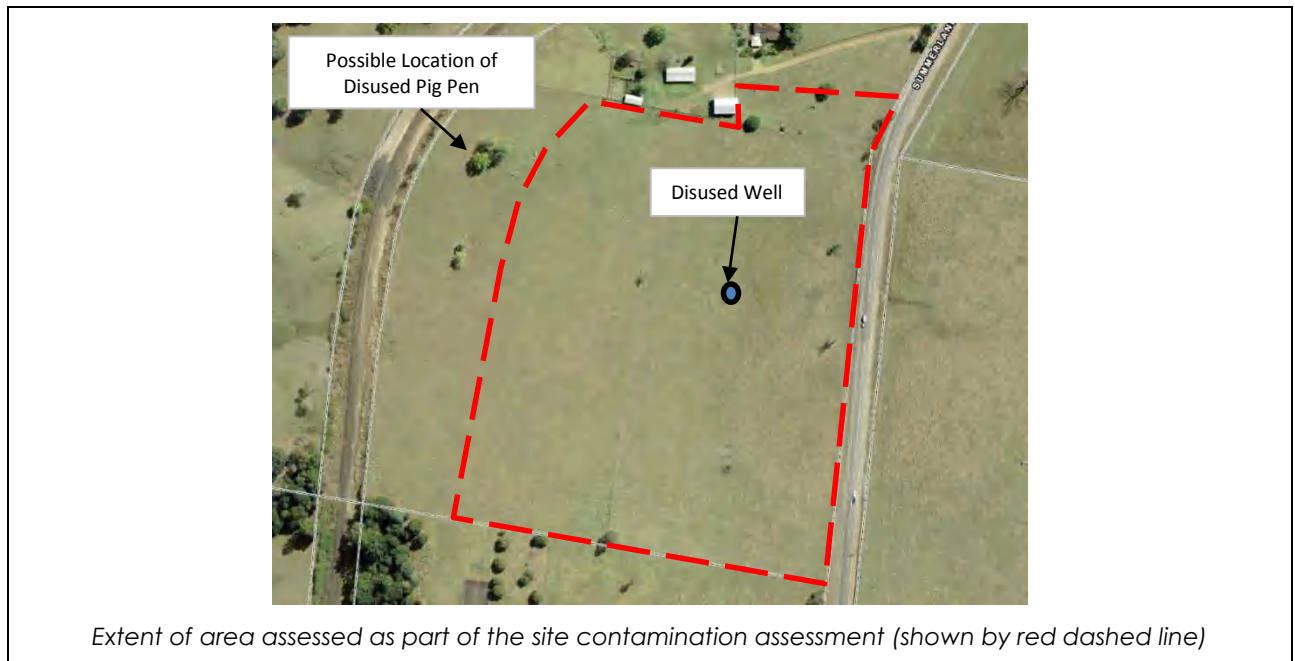 Possible Location of
Disused Pig Pen
SUMMERLAN
Disused Well
Extent of area assessed as part of the site contamination assessment (shown by red dashed line)